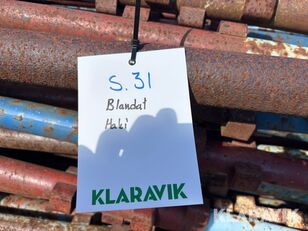 S. 31
Blandat
Haki
KLARAVIK
KLARAVIK